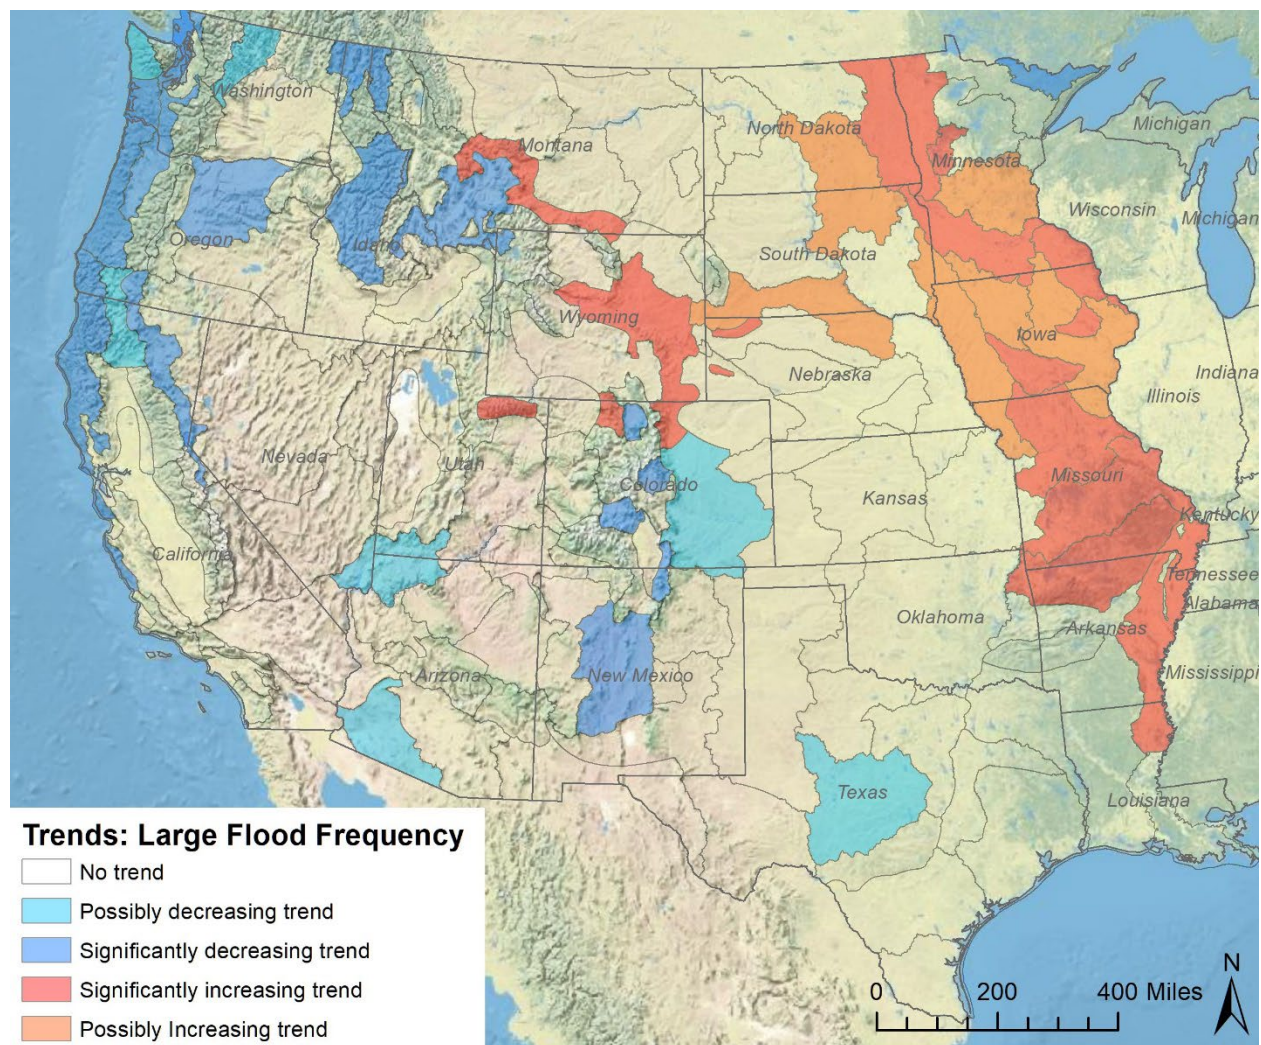 Washington
Montana
North Dakota
Minnesota
Michigan
Wisconsin
Michigan
Oregon
Idaho
South Dakota
Wyoming
Iowa
Nebraska
Illinois
Indiana
Nevada
Utah
Colorado
Kansas
Missouri
Kentucky
California
Oklahoma
Arkansas
Tennessee
Alabama
Arizona
New Mexico
Mississippi
Texas
Louisiana
Trends: Large Flood Frequency
No trend
Possibly decreasing trend
Significantly decreasing trend
Significantly increasing trend
Possibly Increasing trend
0 200 400 Miles
N